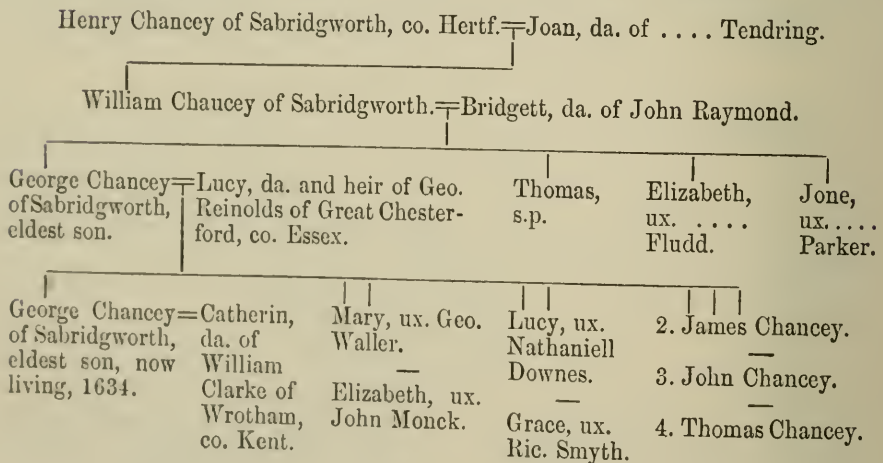 Henry Chancey of Sabridgworth, co. Hertf.=Joan, da. of .... Tendring.
William Chaucey of Sabridgworth.=Bridgett, da. of John Raymond.
George Chancey=
of Sabridgworth,
eldest son.
Lucy, da. and heir of Geo.
Reinolds of Great Chester-
ford, co. Essex.
Thomas,
s.p.
Elizabeth,
ux. ....
Fludd.
Jone,
ux.....
Parker.
George Chancey=
of Sabridgworth,
eldest son, now
living, 1634.
Catherin,
da. of
William
Clarke of
Wrotham,
co. Kent.
Mary, ux. Geo.
Waller.
—
Elizabeth, ux.
John Monck.
Lucy, ux.
Nathaniell
Downes.
—
Grace, ux.
Ric. Smyth.
2. James Chancey.
—
3. John Chancey.
—
4. Thomas Chancey.